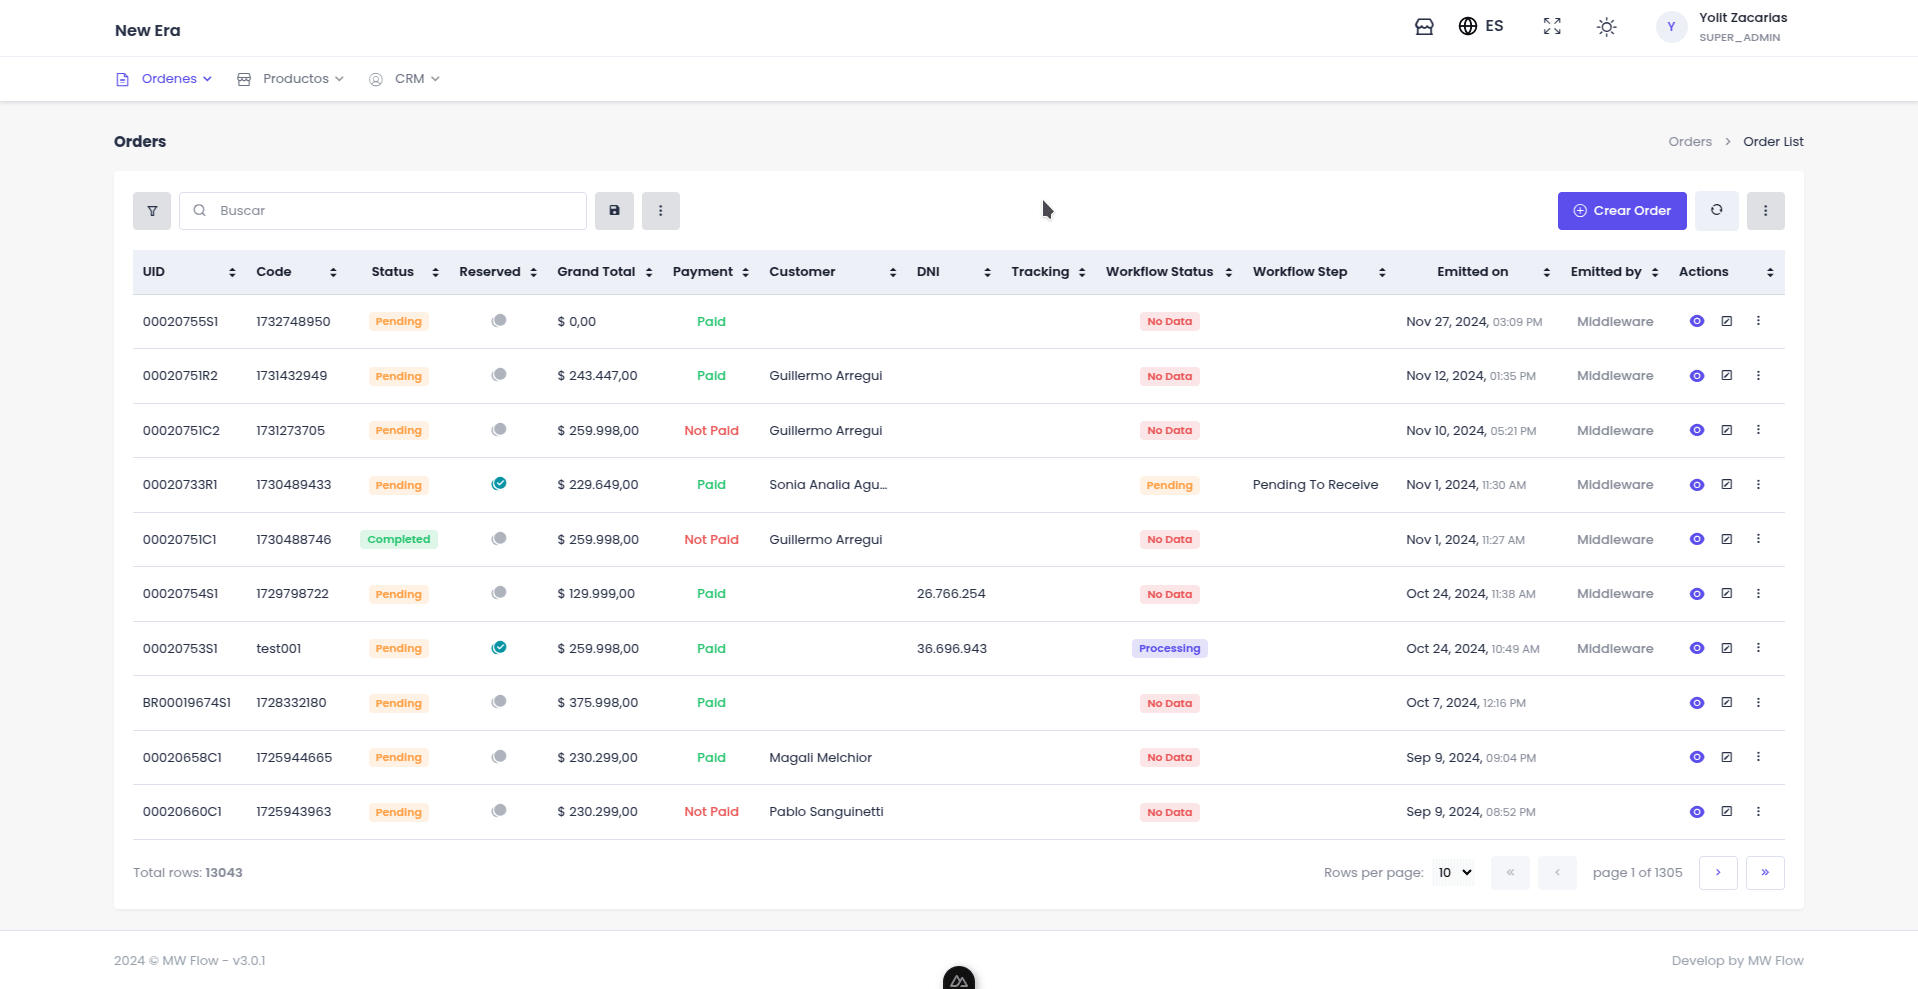 New Era
ES
Y
Yolit Zacarias
SUPER_ADMIN
Ordenes
Productos
CRM
Orders
Orders > Order List
Buscar
Crear Order
UID Code Status Reserved Grand Total Payment Customer DNI Tracking Workflow Status Workflow Step Emitted on Emitted by Actions
00020755S1 1732748950 Pending $ 0,00 Paid No Data Nov 27, 2024, 03:09 PM Middleware
00020751R2 1731432949 Pending $ 243.447,00 Paid Guillermo Arregui No Data Nov 12, 2024, 01:35 PM Middleware
00020751C2 1731273705 Pending $ 259.998,00 Not Paid Guillermo Arregui No Data Nov 10, 2024, 05:21 PM Middleware
00020733R1 1730489433 Pending $ 229.649,00 Paid Sonia Analia Agu... Pending Pending To Receive Nov 1, 2024, 11:30 AM Middleware
00020751C1 1730488746 Completed $ 259.998,00 Not Paid Guillermo Arregui No Data Nov 1, 2024, 11:27 AM Middleware
00020754S1 1729798722 Pending $ 129.999,00 Paid 26.766.254 No Data Oct 24, 2024, 11:38 AM Middleware
00020753S1 test001 Pending $ 259.998,00 Paid 36.696.943 Processing Oct 24, 2024, 10:49 AM Middleware
BR00019674S1 1728332180 Pending $ 375.998,00 Paid No Data Oct 7, 2024, 12:16 PM
00020658C1 1725944665 Pending $ 230.299,00 Paid Magali Melchior No Data Sep 9, 2024, 09:04 PM
00020660C1 1725943963 Pending $ 230.299,00 Not Paid Pablo Sanguinetti No Data Sep 9, 2024, 08:52 PM
Total rows: 13043
Rows per page: 10 « ‹ page 1 of 1305 › »
2024 © MW Flow - v3.0.1
Develop by MW Flow